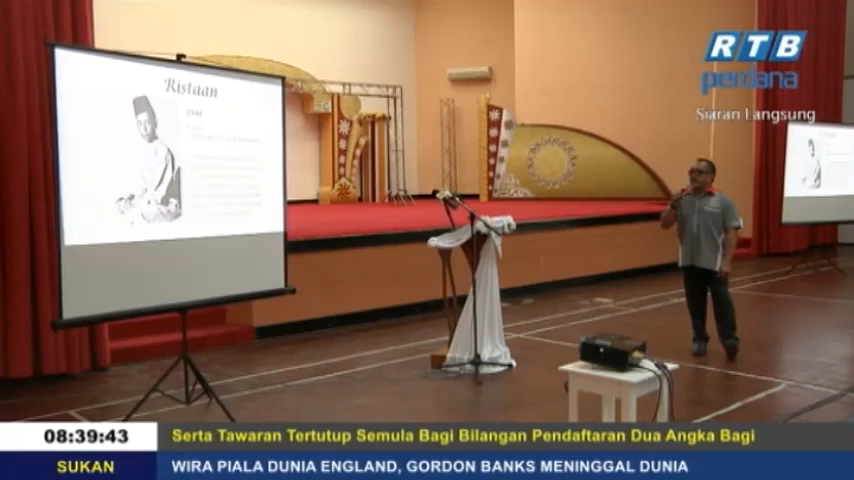 RTB
perdana
Siaran Langsung
Ristaan
08:39:43
Serta Tawaran Tertutup Semula Bagi Bilangan Pendaftaran Dua Angka Bagi
SUKAN
WIRA PIALA DUNIA ENGLAND, GORDON BANKS MENINGGAL DUNIA